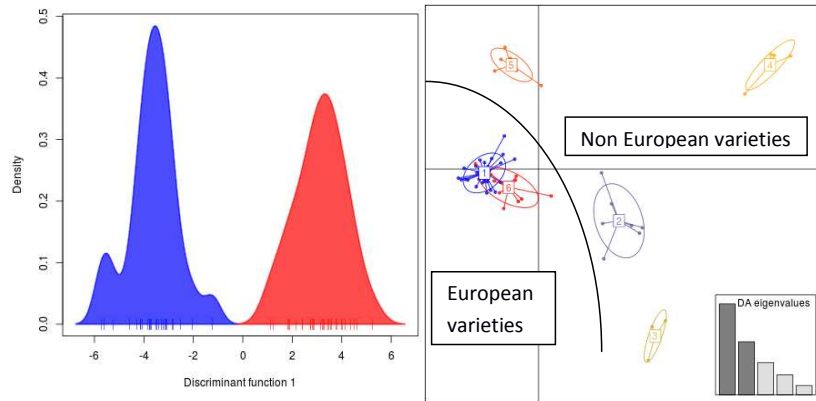 0.5
0.4
0.3
0.2
0.1
0.0
Density
-6 -4 -2 0 2 4 6
Discriminant function 1
5
4
Non European varieties
1
6
2
European
varieties
3
DA eigenvalues